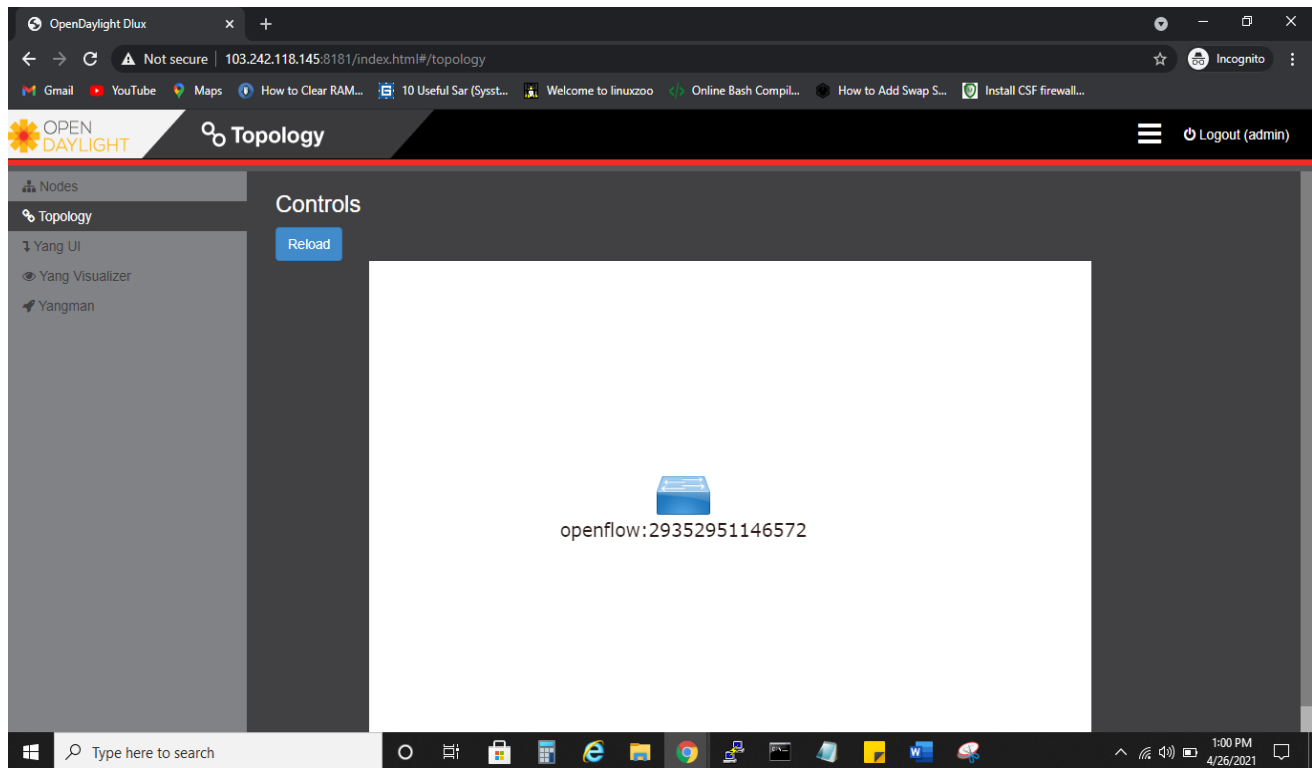 OpenDaylight Dlux
Not secure | 103.242.118.145:8181/index.html#/topology
Incognito
Gmail YouTube Maps How to Clear RAM... 10 Useful Sar (Sysst... Welcome to linuxzoo Online Bash Compil... How to Add Swap S... Install CSF firewall...
OPEN
DAYLIGHT
Topology
Logout (admin)
Nodes
Topology
Yang UI
Yang Visualizer
Yangman
Controls
Reload
openflow:29352951146572
Type here to search
1:00 PM
4/26/2021